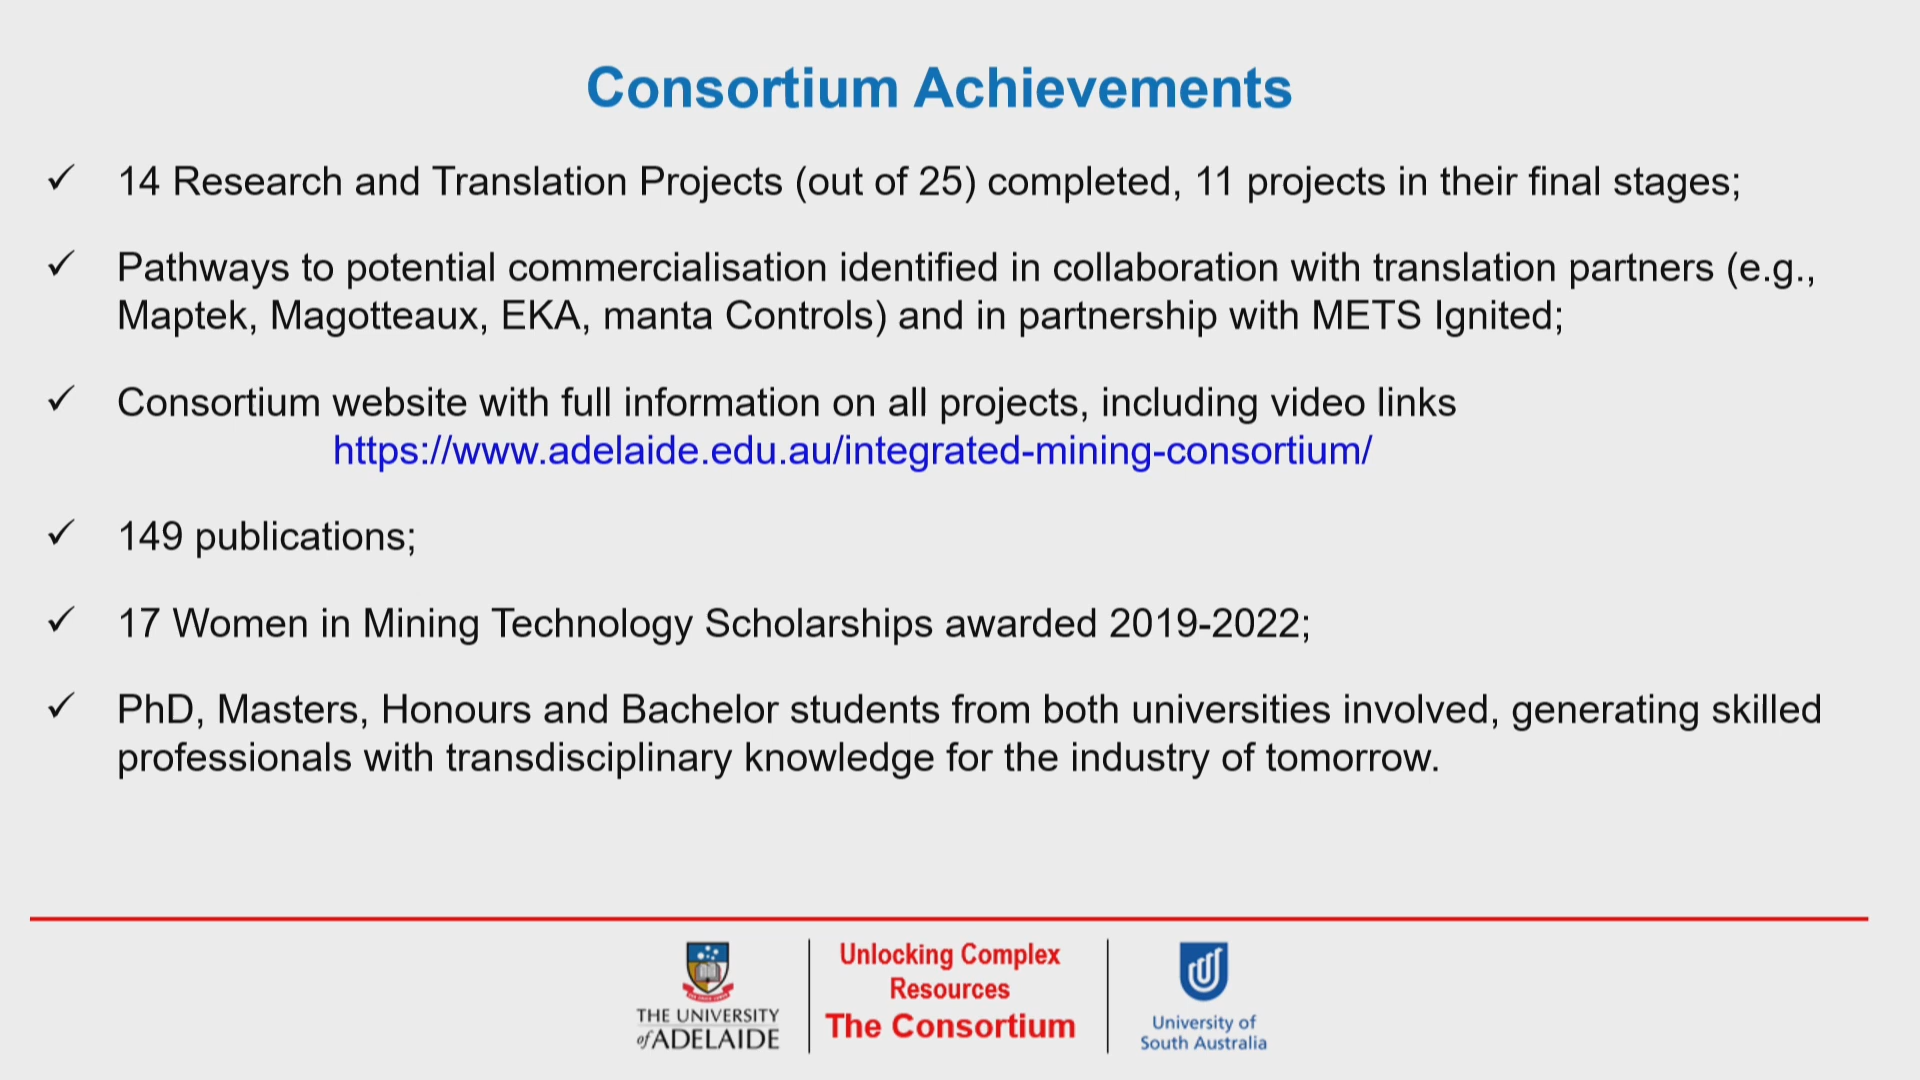 Consortium Achievements
✓ 14 Research and Translation Projects (out of 25) completed, 11 projects in their final stages;
✓ Pathways to potential commercialisation identified in collaboration with translation partners (e.g.,
Maptek, Magotteaux, EKA, manta Controls) and in partnership with METS Ignited;
✓ Consortium website with full information on all projects, including video links
https://www.adelaide.edu.au/integrated-mining-consortium/
✓ 149 publications;
✓ 17 Women in Mining Technology Scholarships awarded 2019-2022;
✓ PhD, Masters, Honours and Bachelor students from both universities involved, generating skilled
professionals with transdisciplinary knowledge for the industry of tomorrow.
THE UNIVERSITY
of ADELAIDE
Unlocking Complex
Resources
The Consortium
University of
South Australia